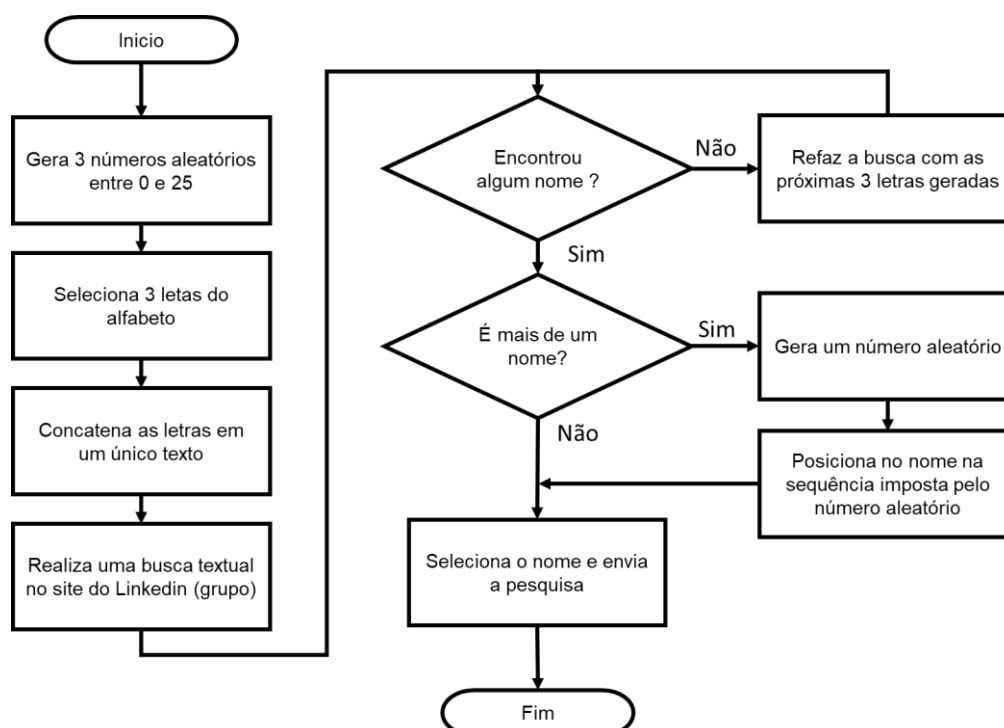 Inicio
Gera 3 números aleatórios
entre 0 e 25
Seleciona 3 letas do
alfabeto
Concatena as letras em
um único texto
Realiza uma busca textual
no site do Linkedin (grupo)
Encontrou
algum nome ?
Não
Refaz a busca com as
próximas 3 letras geradas
Sim
É mais de um
nome?
Sim
Gera um número aleatório
Não
Posiciona no nome na
sequência imposta pelo
número aleatório
Seleciona o nome e envia
a pesquisa
Fim